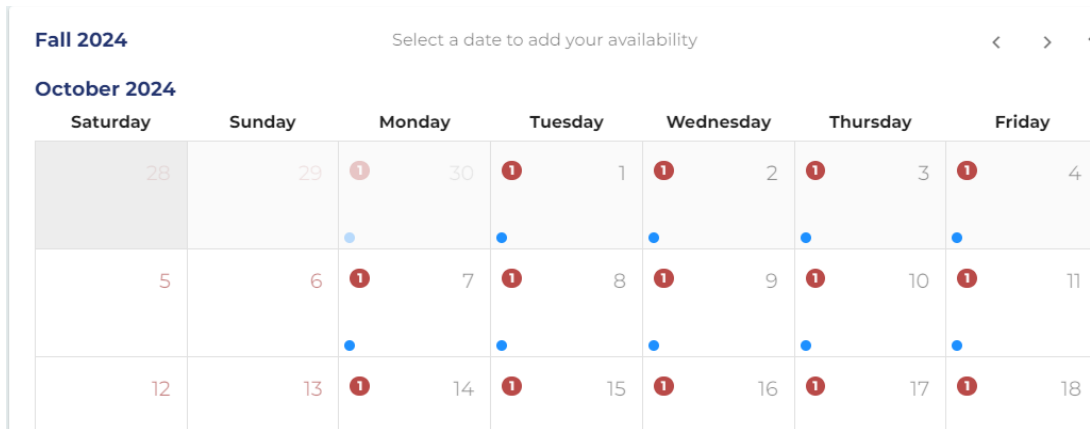 Fall 2024 Select a date to add your availability
October 2024
Saturday Sunday Monday Tuesday Wednesday Thursday Friday
28 29 1 30 1 1 1 2 1 3 1 4
5 6 1 7 1 8 1 9 1 10 1 11
12 13 1 14 1 15 1 16 1 17 1 18